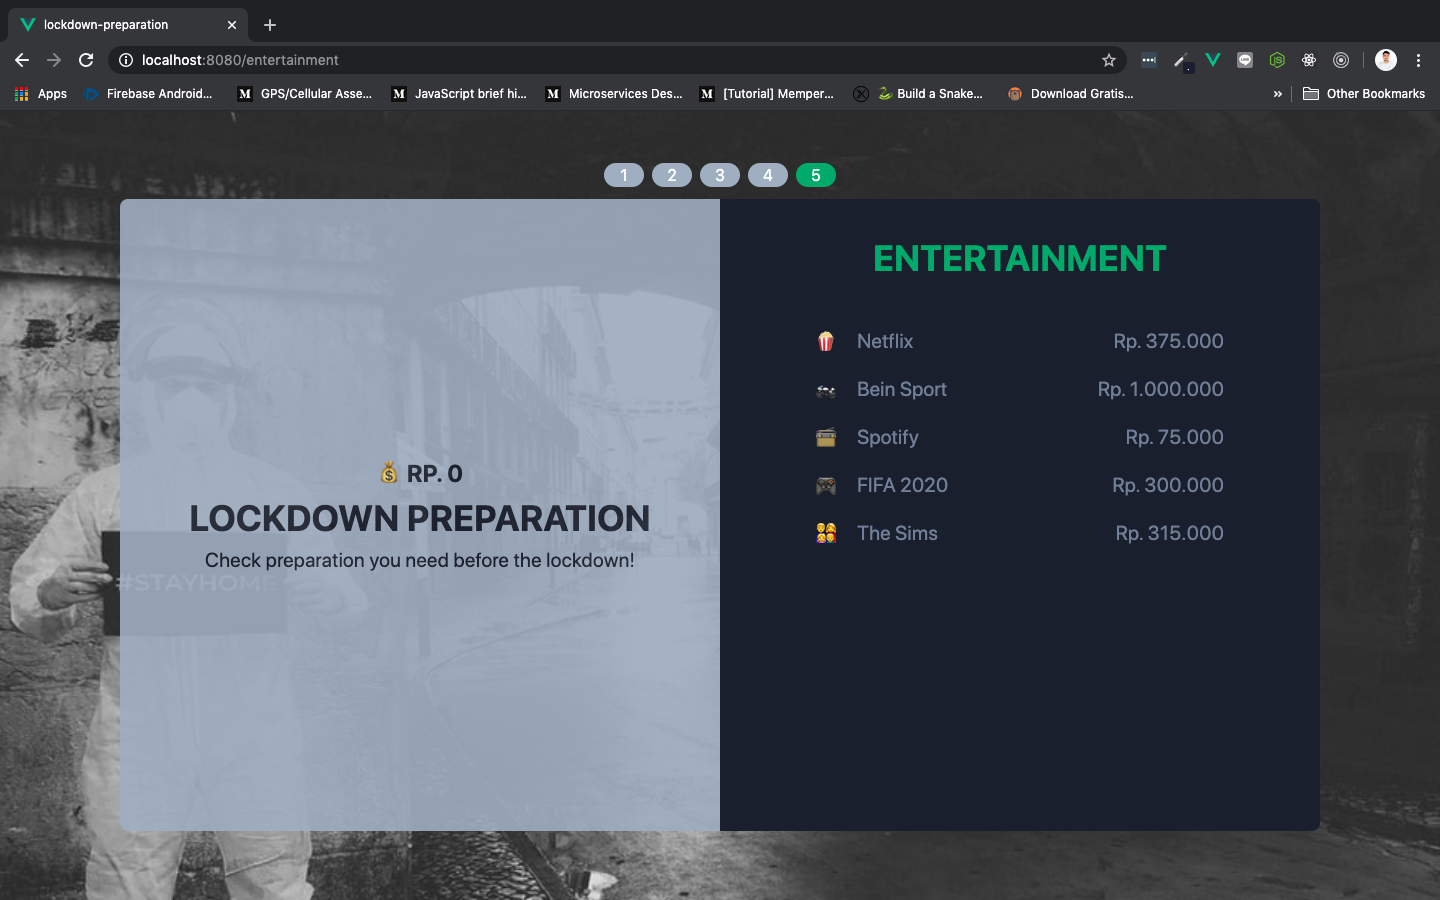 lockdown-preparation
localhost:8080/entertainment
Apps
Firebase Android...
GPS/Cellular Asse...
JavaScript brief hi...
Microservices Des...
[Tutorial] Memper...
Build a Snake...
Download Gratis...
»
Other Bookmarks
1 2 3 4 5
RP. 0
LOCKDOWN PREPARATION
Check preparation you need before the lockdown!
#STAYHOME
ENTERTAINMENT
Netflix Rp. 375.000
Bein Sport Rp. 1.000.000
Spotify Rp. 75.000
FIFA 2020 Rp. 300.000
The Sims Rp. 315.000